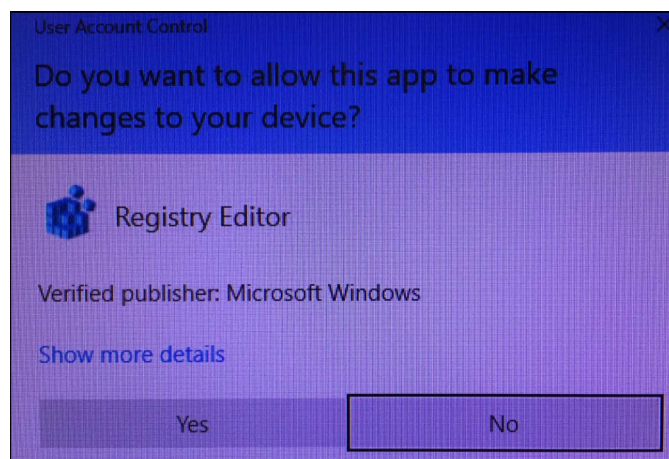 User Account Control
Do you want to allow this app to make
changes to your device?
Registry Editor
Verified publisher: Microsoft Windows
Show more details
Yes
No